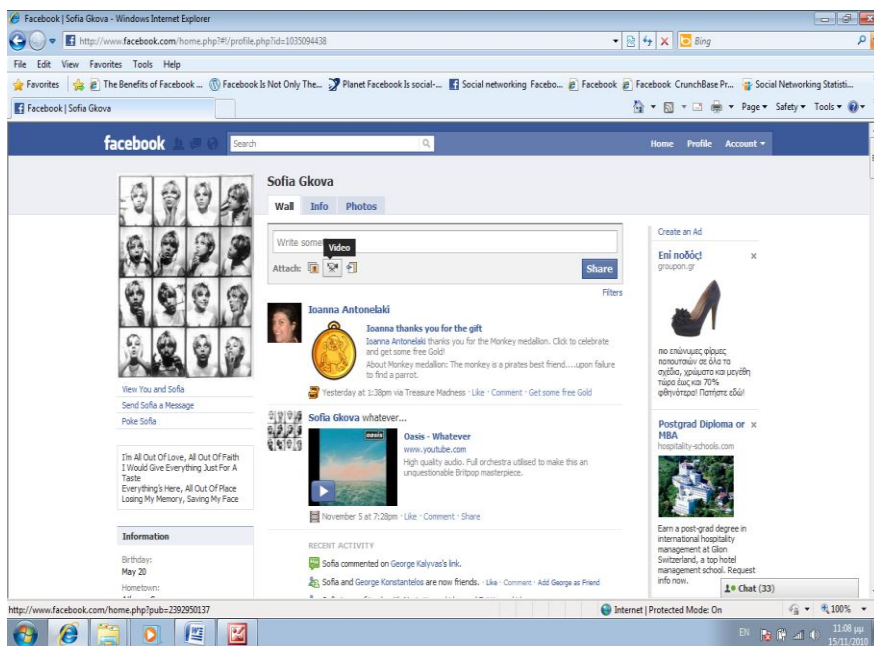 Facebook | Sofia Gkova - Windows Internet Explorer
http://www.facebook.com/home.php?#!/profile.php?id=1035094438
Bing
File Edit View Favorites Tools Help
Favorites
The Benefits of Facebook ...
Facebook Is Not Only The...
Planet Facebook Is social-...
Social networking Facebo...
Facebook
Facebook CrunchBase Pr...
Social Networking Statisti...
Facebook | Sofia Gkova
Page Safety Tools
facebook
Search
Home Profile Account
Sofia Gkova
Wall Info Photos
Write some
Video
Attach:
Share
Filters
Ioanna Antonelaki
Ioanna thanks you for the gift
Ioanna Antonelaki thanks you for the Monkey medallion. Click to celebrate
and get some free Gold!
About Monkey medallion: The monkey is a pirates best friend.....upon failure
to find a parrot.
Yesterday at 1:38pm via Treasure Madness · Like · Comment · Get some free Gold
Sofia Gkova whatever...
oasis
Oasis - Whatever
www.youtube.com
High quality audio. Full orchestra utilised to make this an
unquestionable Britpop masterpiece.
November 5 at 7:28pm · Like · Comment · Share
RECENT ACTIVITY
Sofia commented on George Kalyvas's link.
Sofia and George Konstantelos are now friends. · Like · Comment · Add George as Friend
View You and Sofia
Send Sofia a Message
Poke Sofia
I'm All Out Of Love, All Out Of Faith
I Would Give Everything Just For A
Taste
Everything's Here, All Out Of Place
Losing My Memory, Saving My Face
Information
Birthday:
May 20
Hometown:
Create an Ad
Επί ποδός! x
groupon.gr
πιο επώνυμες φίρμες
παπουτσιών σε όλα τα
σχέδια, χρώματα και μεγέθη
τώρα έως και 70%
φθηνότερα! Πατήστε εδώ!
Postgrad Diploma or x
MBA
hospitality-schools.com
Earn a post-grad degree in
international hospitality
management at Glion
Switzerland, a top hotel
management school. Request
info now.
Chat (33)
http://www.facebook.com/home.php?pub=2392950137
Internet | Protected Mode: On
100%
EN
11:08 μμ
15/11/2010